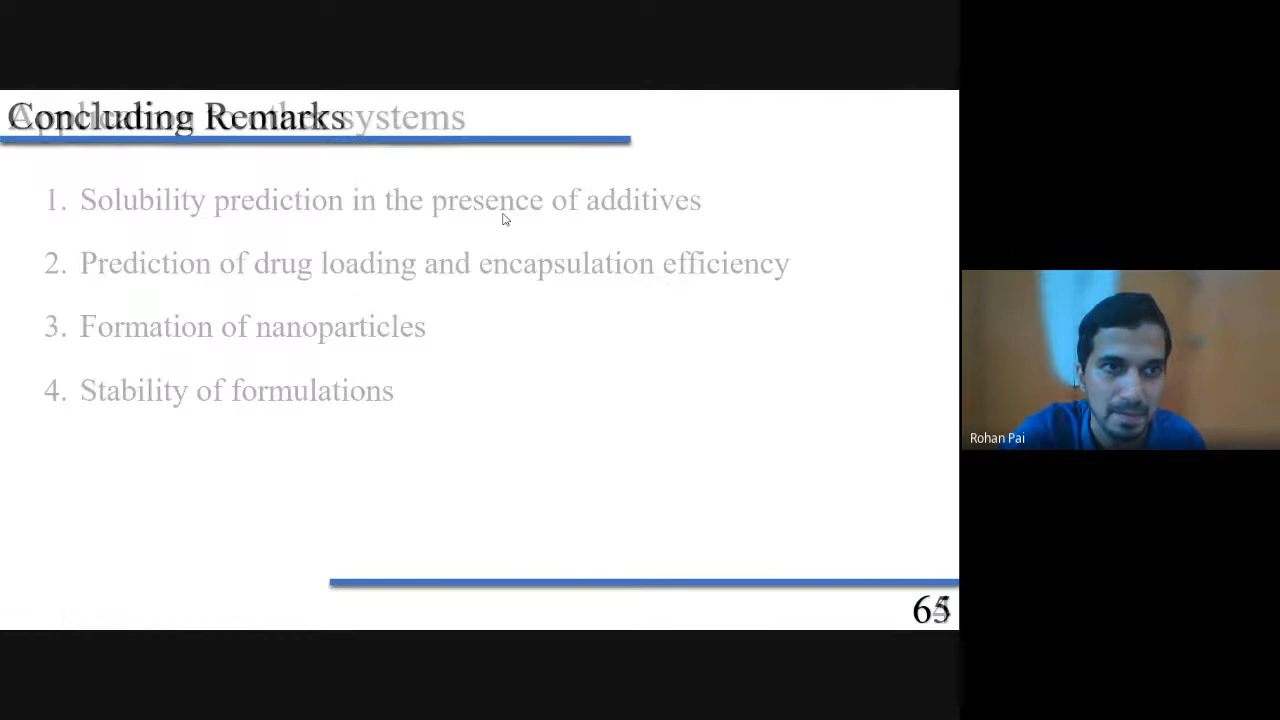 Concluding Remarks
systems
1. Solubility prediction in the presence of additives
2. Prediction of drug loading and encapsulation efficiency
3. Formation of nanoparticles
4. Stability of formulations
65
Rohan Pai